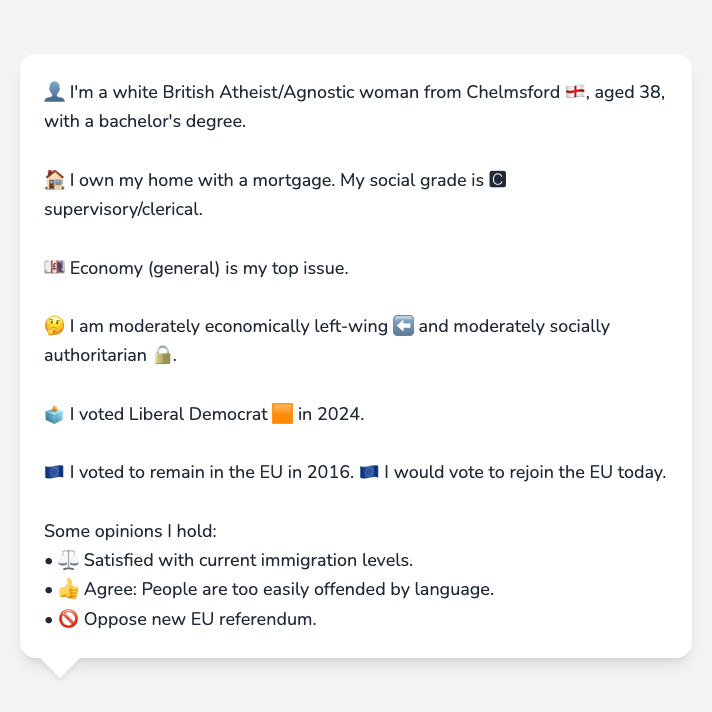 👤 I'm a white British Atheist/Agnostic woman from Chelmsford 🏴󠁧󠁢󠁥󠁮󠁧󠁿, aged 38,
with a bachelor's degree.
🏠 I own my home with a mortgage. My social grade is 🅲
supervisory/clerical.
💷 Economy (general) is my top issue.
🤔 I am moderately economically left-wing ⬅️ and moderately socially
authoritarian 🔒.
🗳️ I voted Liberal Democrat 🟧 in 2024.
🇪🇺 I voted to remain in the EU in 2016. 🇪🇺 I would vote to rejoin the EU today.
Some opinions I hold:
• ⚖️ Satisfied with current immigration levels.
• 👍 Agree: People are too easily offended by language.
• 🚫 Oppose new EU referendum.